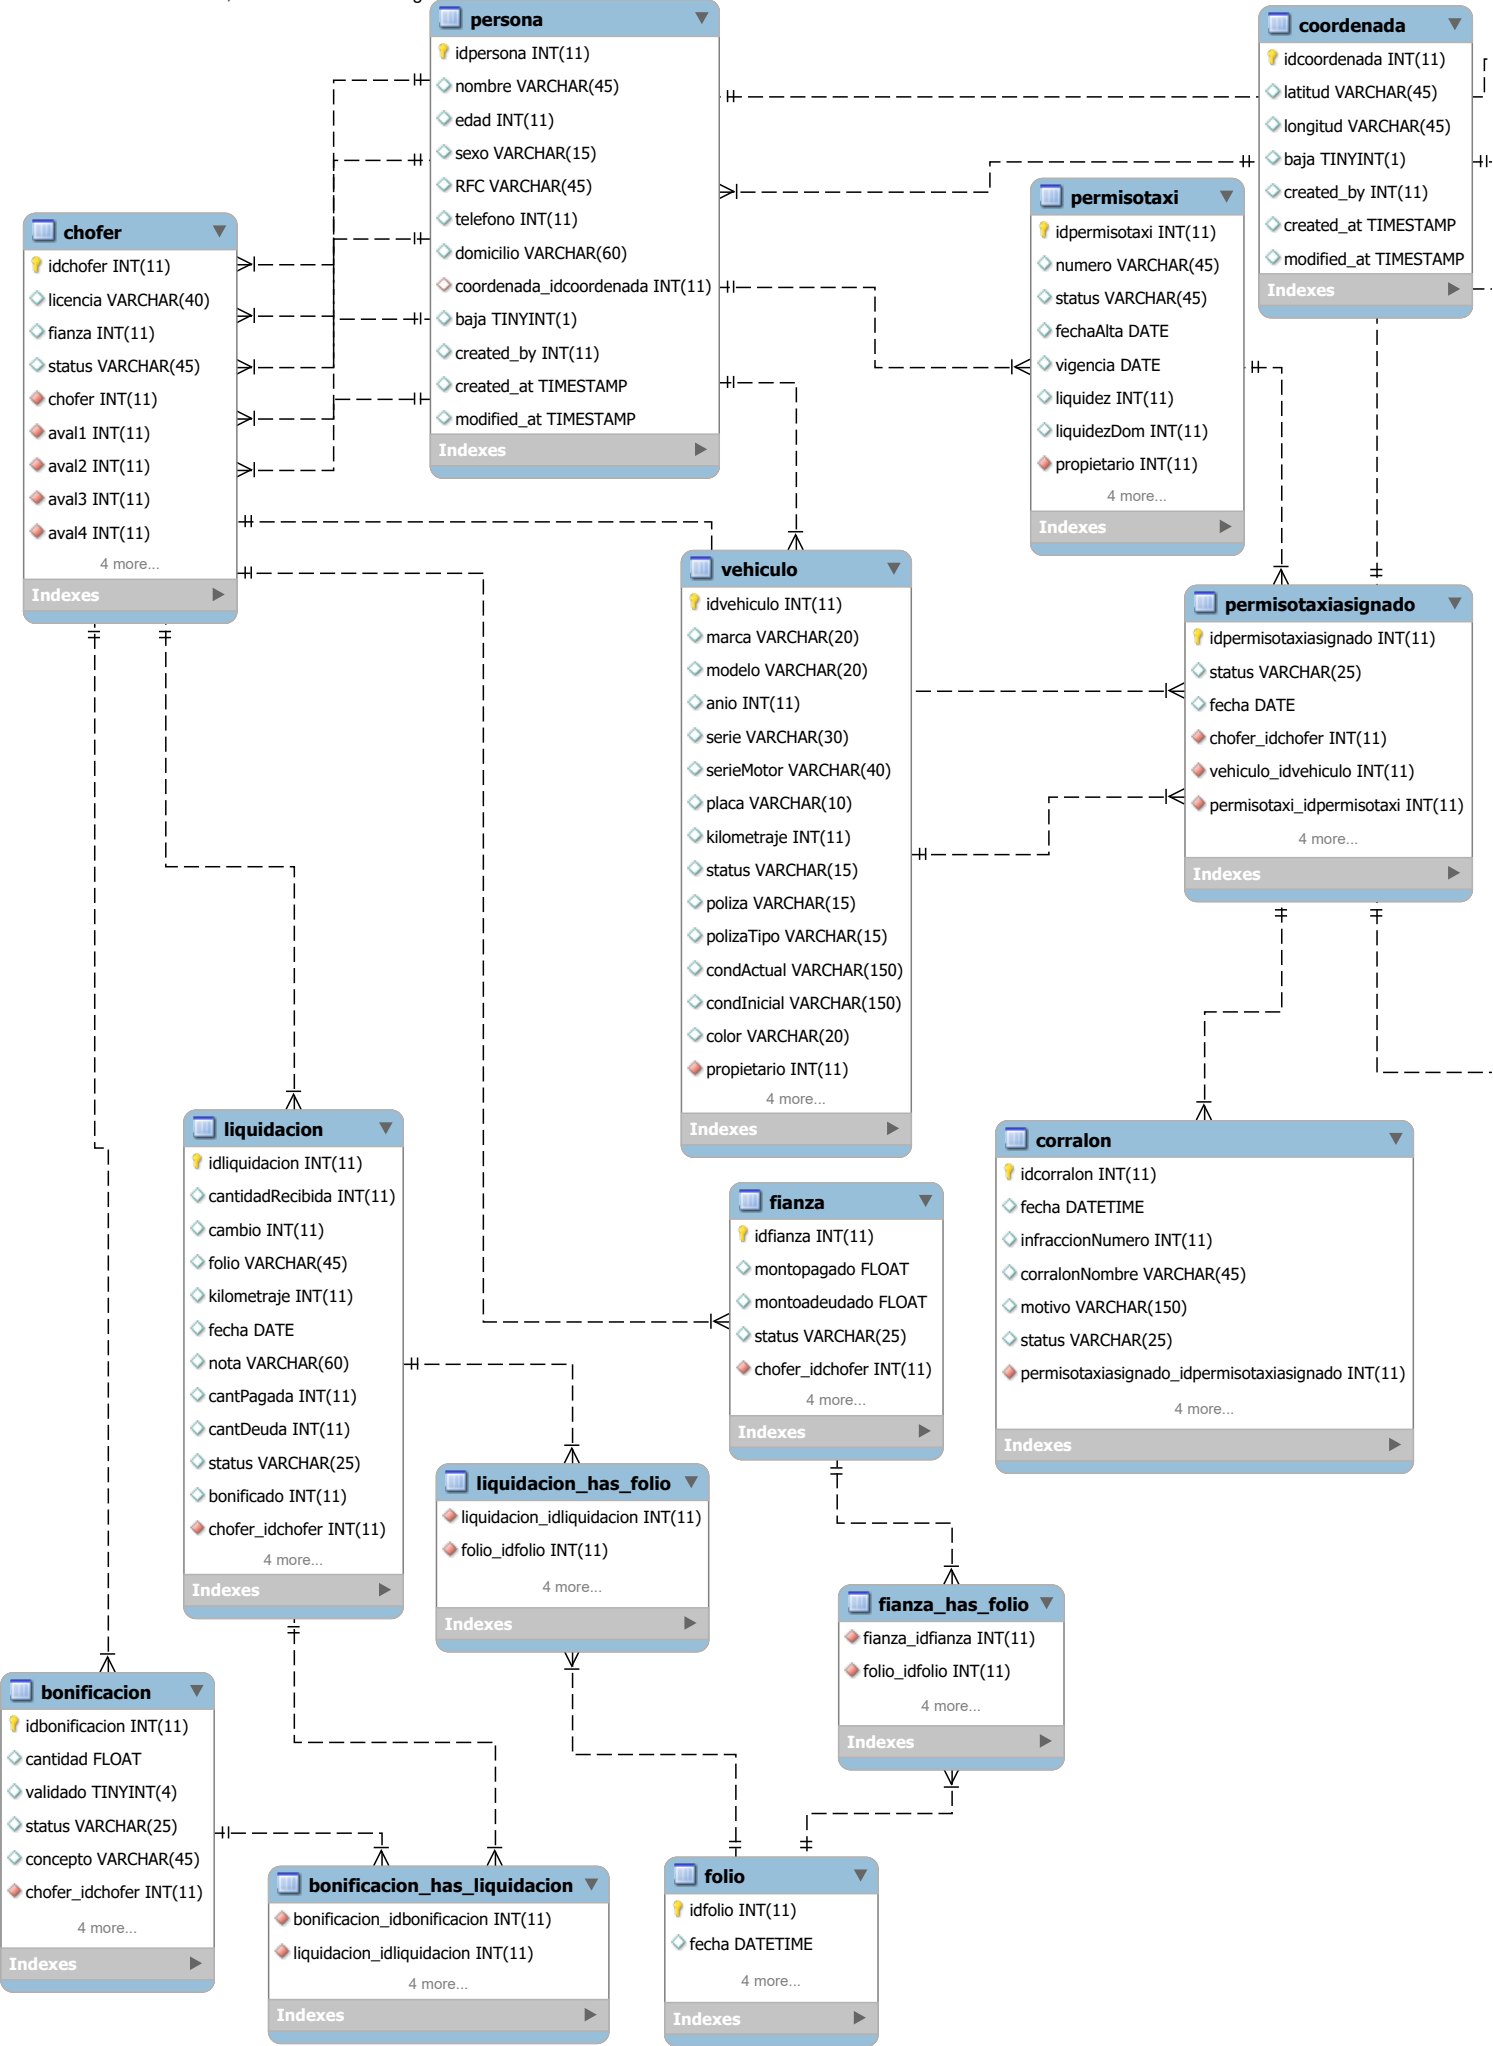 persona
idpersona INT(11)
nombre VARCHAR(45)
edad INT(11)
sexo VARCHAR(15)
RFC VARCHAR(45)
telefono INT(11)
domicilio VARCHAR(60)
coordenada_idcoordenada INT(11)
baja TINYINT(1)
created_by INT(11)
created_at TIMESTAMP
modified_at TIMESTAMP
Indexes
coordenada
idcoordenada INT(11)
latitud VARCHAR(45)
longitud VARCHAR(45)
baja TINYINT(1)
created_by INT(11)
created_at TIMESTAMP
modified_at TIMESTAMP
Indexes
permisotaxi
idpermisotaxi INT(11)
numero VARCHAR(45)
status VARCHAR(45)
fechaAlta DATE
vigencia DATE
liquidez INT(11)
liquidezDom INT(11)
propietario INT(11)
4 more...
Indexes
chofer
idchofer INT(11)
licencia VARCHAR(40)
fianza INT(11)
status VARCHAR(45)
chofer INT(11)
aval1 INT(11)
aval2 INT(11)
aval3 INT(11)
aval4 INT(11)
4 more...
Indexes
vehiculo
idvehiculo INT(11)
marca VARCHAR(20)
modelo VARCHAR(20)
anio INT(11)
serie VARCHAR(30)
serieMotor VARCHAR(40)
placa VARCHAR(10)
kilometraje INT(11)
status VARCHAR(15)
poliza VARCHAR(15)
polizaTipo VARCHAR(15)
condActual VARCHAR(150)
condInicial VARCHAR(150)
color VARCHAR(20)
propietario INT(11)
4 more...
Indexes
permisotaxiasignado
idpermisotaxiasignado INT(11)
status VARCHAR(25)
fecha DATE
chofer_idchofer INT(11)
vehiculo_idvehiculo INT(11)
permisotaxi_idpermisotaxi INT(11)
4 more...
Indexes
liquidacion
idliquidacion INT(11)
cantidadRecibida INT(11)
cambio INT(11)
folio VARCHAR(45)
kilometraje INT(11)
fecha DATE
nota VARCHAR(60)
cantPagada INT(11)
cantDeuda INT(11)
status VARCHAR(25)
bonificado INT(11)
chofer_idchofer INT(11)
4 more...
Indexes
fianza
idfianza INT(11)
montopagado FLOAT
montoadeudado FLOAT
status VARCHAR(25)
chofer_idchofer INT(11)
4 more...
Indexes
corralon
idcorralon INT(11)
fecha DATETIME
infraccionNumero INT(11)
corralonNombre VARCHAR(45)
motivo VARCHAR(150)
status VARCHAR(25)
permisotaxiasignado_idpermisotaxiasignado INT(11)
4 more...
Indexes
liquidacion_has_folio
liquidacion_idliquidacion INT(11)
folio_idfolio INT(11)
4 more...
Indexes
fianza_has_folio
fianza_idfianza INT(11)
folio_idfolio INT(11)
4 more...
Indexes
bonificacion
idbonificacion INT(11)
cantidad FLOAT
validado TINYINT(4)
status VARCHAR(25)
concepto VARCHAR(45)
chofer_idchofer INT(11)
4 more...
Indexes
bonificacion_has_liquidacion
bonificacion_idbonificacion INT(11)
liquidacion_idliquidacion INT(11)
4 more...
Indexes
folio
idfolio INT(11)
fecha DATETIME
4 more...
Indexes